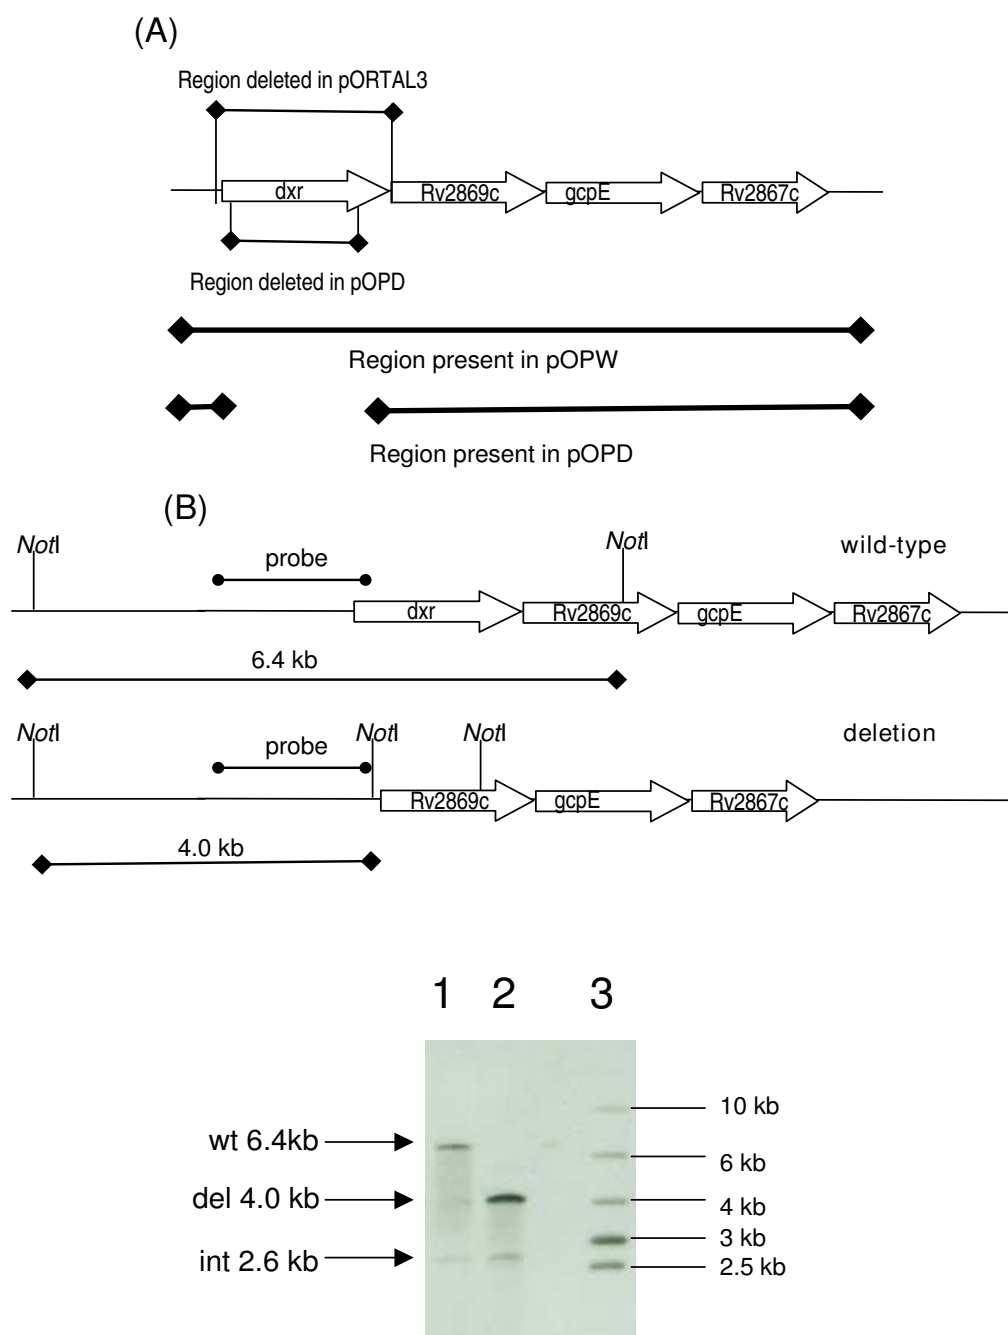 (A)
Region deleted in pORTAL3
dxr Rv2869c gcpE Rv2867c
Region deleted in pOPD
Region present in pOPW
Region present in pOPD
(B)
NotI probe NotI wild-type
dxr Rv2869c gcpE Rv2867c
6.4 kb
NotI probe NotI NotI deletion
Rv2869c gcpE Rv2867c
4.0 kb
1 2 3
10 kb
wt 6.4kb
6 kb
del 4.0 kb
4 kb
3 kb
int 2.6 kb
2.5 kb